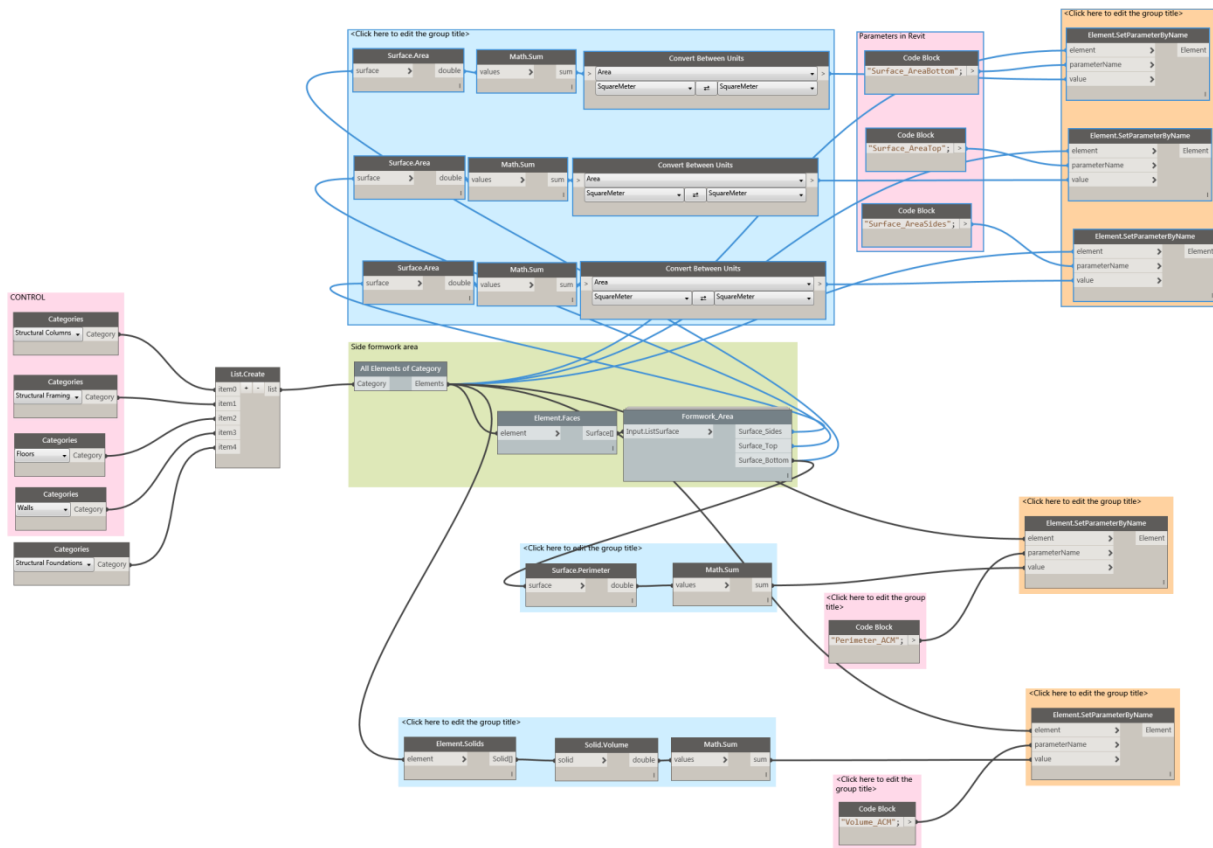 <Click here to edit the group title>
Surface.Area
surface > double
Math.Sum
values > sum
Convert Between Units
> Area >
SquareMeter ⇄ SquareMeter
Surface.Area
surface > double
Math.Sum
values > sum
Convert Between Units
> Area >
SquareMeter ⇄ SquareMeter
Surface.Area
surface > double
Math.Sum
values > sum
Convert Between Units
> Area >
SquareMeter ⇄ SquareMeter
Parameters in Revit
Code Block
"Surface_AreaBottom"; >
Code Block
"Surface_AreaTop"; >
Code Block
"Surface_AreaSides"; >
<Click here to edit the group title>
Element.SetParameterByName
element > Element
parameterName >
value >
Element.SetParameterByName
element > Element
parameterName >
value >
Element.SetParameterByName
element > Element
parameterName >
value >
CONTROL
Categories
Structural Columns Category
Categories
Structural Framing Category
Categories
Floors Category
Categories
Walls Category
Categories
Structural Foundations Category
List.Create
item0 + - list
item1
item2
item3
item4
Side formwork area
All Elements of Category
Category Elements
Element.Faces
element > Surface[]
Formwork_Area
Input.ListSurface > Surface_Sides
Surface_Top
Surface_Bottom
<Click here to edit the group title>
Surface.Perimeter
surface > double
Math.Sum
values > sum
<Click here to edit the group
title>
Code Block
"Perimeter_ACM"; >
<Click here to edit the group title>
Element.SetParameterByName
element > Element
parameterName >
value >
<Click here to edit the group title>
Element.Solids
element > Solid[]
Solid.Volume
solid > double
Math.Sum
values > sum
<Click here to edit the
group title>
Code Block
"Volume_ACM"; >
<Click here to edit the group title>
Element.SetParameterByName
element > Element
parameterName >
value >